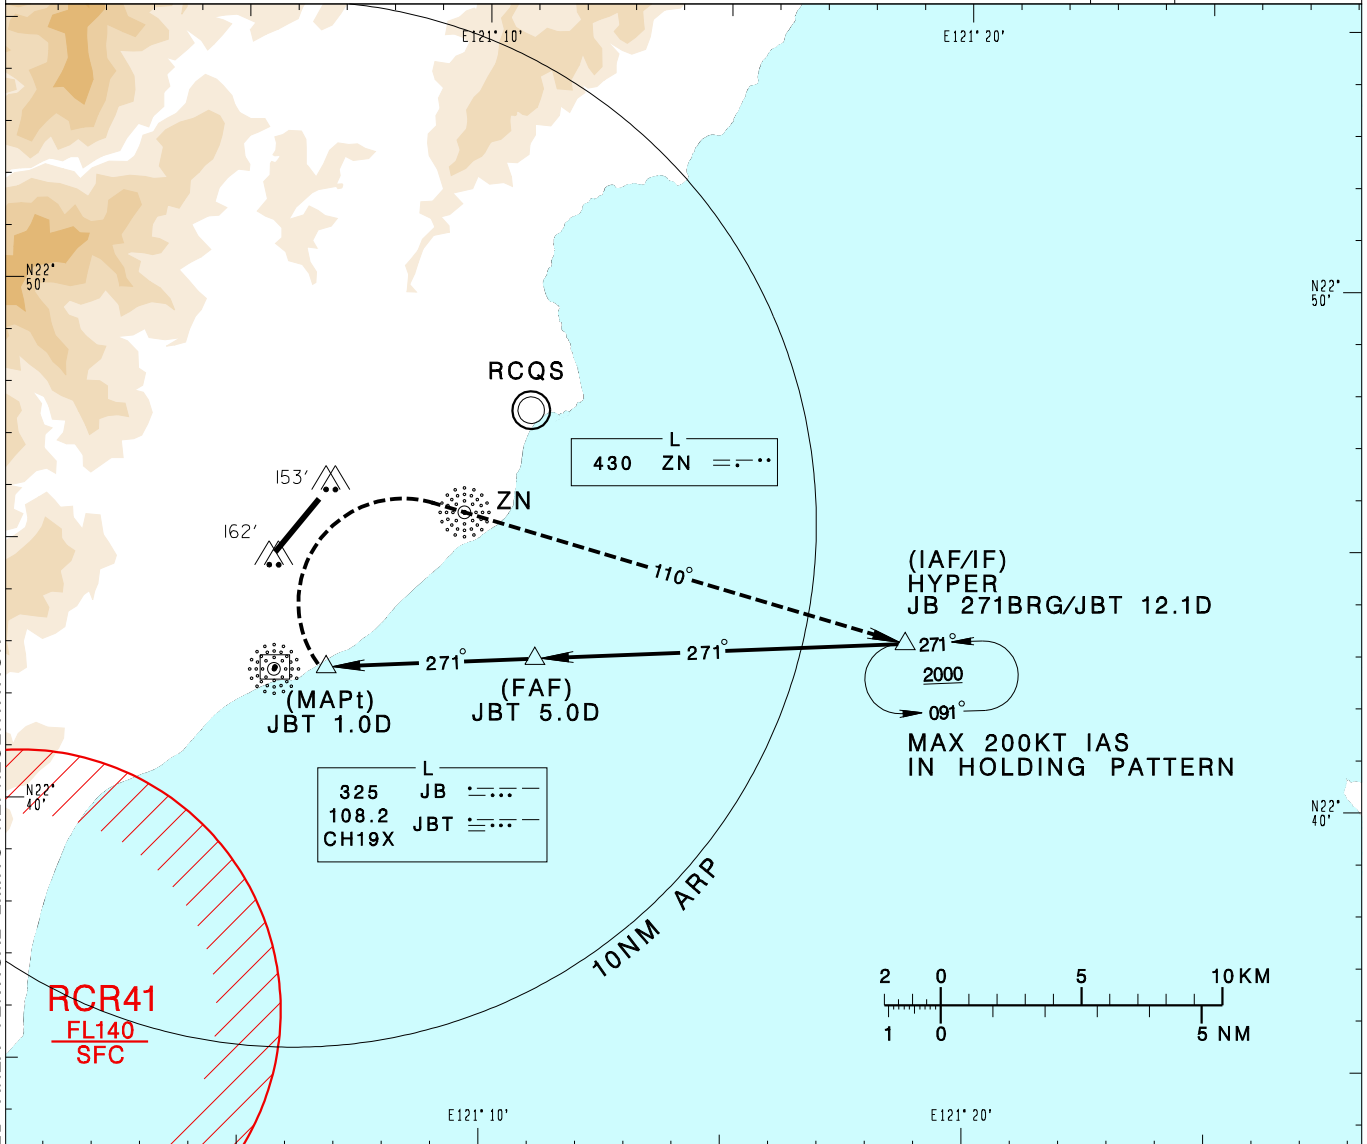 E121° 10'
E121° 20'
N22°
50'
N22°
50'
RCQS
L
430 ZN
153'
ZN
162'
110°
(IAF/IF)
HYPER
JB 271BRG/JBT 12.1D
271°
271°
271°
2000
091°
(MAPt)
JBT 1.0D
(FAF)
JBT 5.0D
MAX 200KT IAS
IN HOLDING PATTERN
L
325 JB
108.2
CH19X
JBT
N22°
40'
N22°
40'
10NM ARP
RCR41
FL140
SFC
2 0 5 10 KM
1 0 5 NM
E121° 10'
E121° 20'